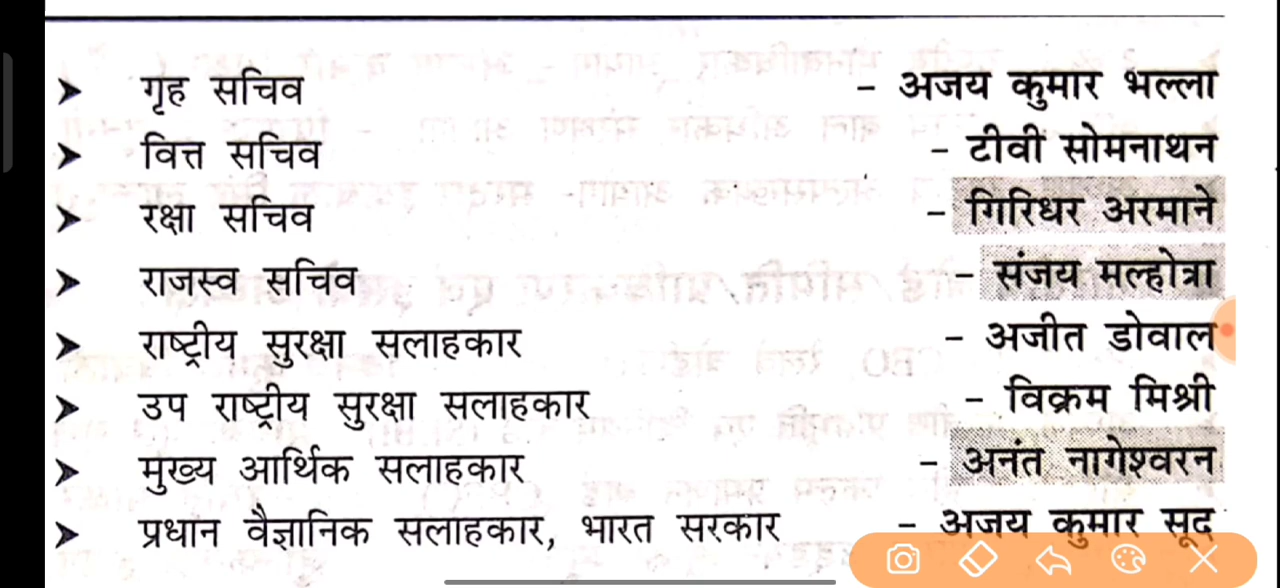 ➤ गृह सचिव - अजय कुमार भल्ला
➤ वित्त सचिव - टीवी सोमनाथन
➤ रक्षा सचिव - गिरिधर अरमाने
➤ राजस्व सचिव - संजय मल्होत्रा
➤ राष्ट्रीय सुरक्षा सलाहकार - अजीत डोवाल
➤ उप राष्ट्रीय सुरक्षा सलाहकार - विक्रम मिश्री
➤ मुख्य आर्थिक सलाहकार - अनंत नागेश्वरन
➤ प्रधान वैज्ञानिक सलाहकार, भारत सरकार - अजय कुमार सूद